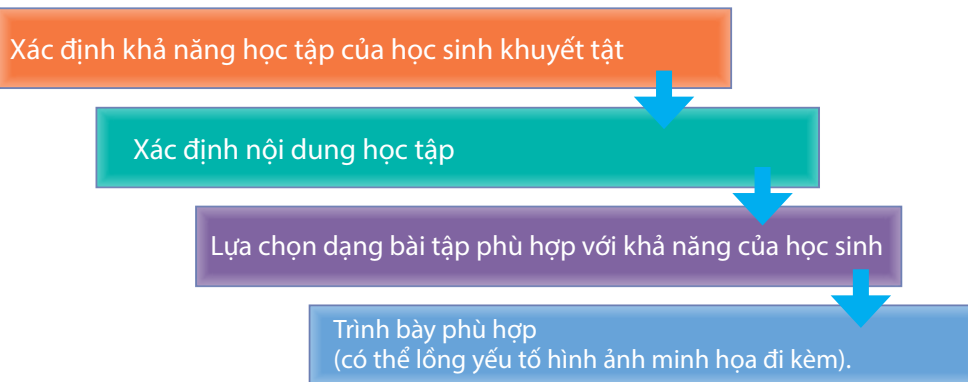 Xác định khả năng học tập của học sinh khuyết tật
Xác định nội dung học tập
Lựa chọn dạng bài tập phù hợp với khả năng của học sinh
Trình bày phù hợp
(có thể lồng yếu tố hình ảnh minh họa đi kèm).